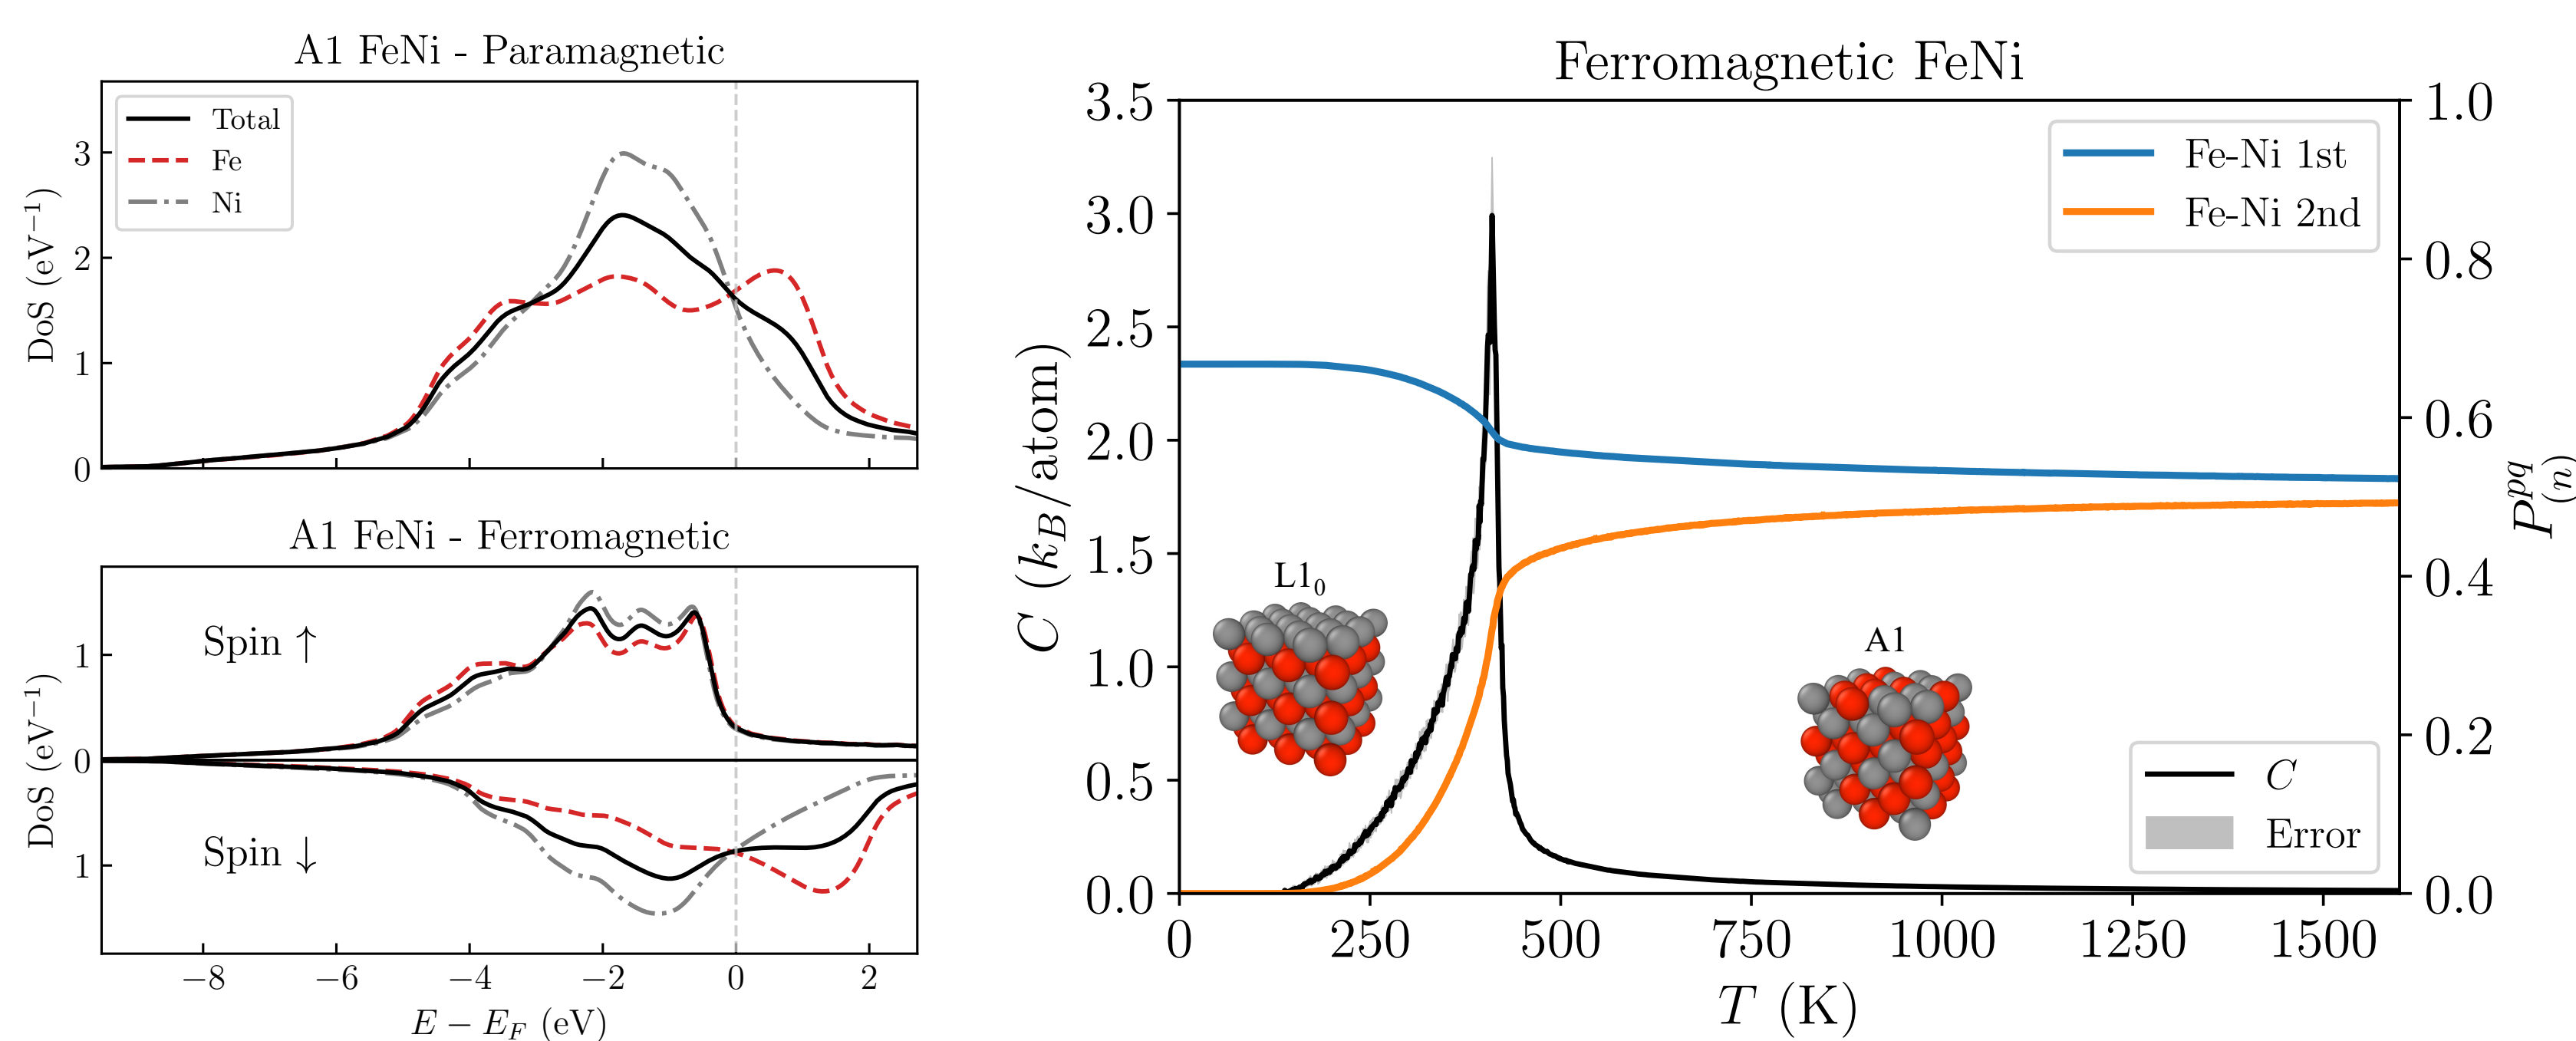 A1 FeNi - Paramagnetic
Total
Fe
Ni
3
2
1
0
DoS (eV⁻¹)
A1 FeNi - Ferromagnetic
Spin ↑
Spin ↓
1
0
1
DoS (eV⁻¹)
−8 −6 −4 −2 0 2
E − E_F (eV)
Ferromagnetic FeNi
3.5
3.0
2.5
2.0
1.5
1.0
0.5
0.0
C (k_B/atom)
Fe-Ni 1st
Fe-Ni 2nd
L1₀
A1
C
Error
1.0
0.8
0.6
0.4
0.2
0.0
P^{pq}_{(n)}
0 250 500 750 1000 1250 1500
T (K)